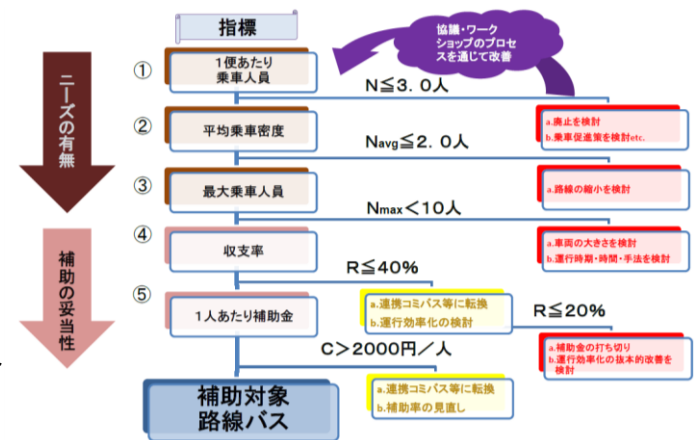 指標
協議・ワーク
ショップのプロセ
スを通じて改善
ニーズの有無
①
1便あたり
乗車人員
N≦3.0人
a.廃止を検討
b.乗車促進策を検討etc.
②
平均乗車密度
Navg≦2.0人
a.路線の縮小を検討
③
最大乗車人員
Nmax<10人
a.車両の大きさを検討
b.運行時期・時間・手法を検討
補助の妥当性
④
収支率
R≦40%
a.連携コミバス等に転換
b.運行効率化の検討
R≦20%
a.補助金の打ち切り
b.運行効率化の抜本的改善を
検討
⑤
1人あたり補助金
C>2000円/人
a.連携コミバス等に転換
b.補助率の見直し
補助対象
路線バス